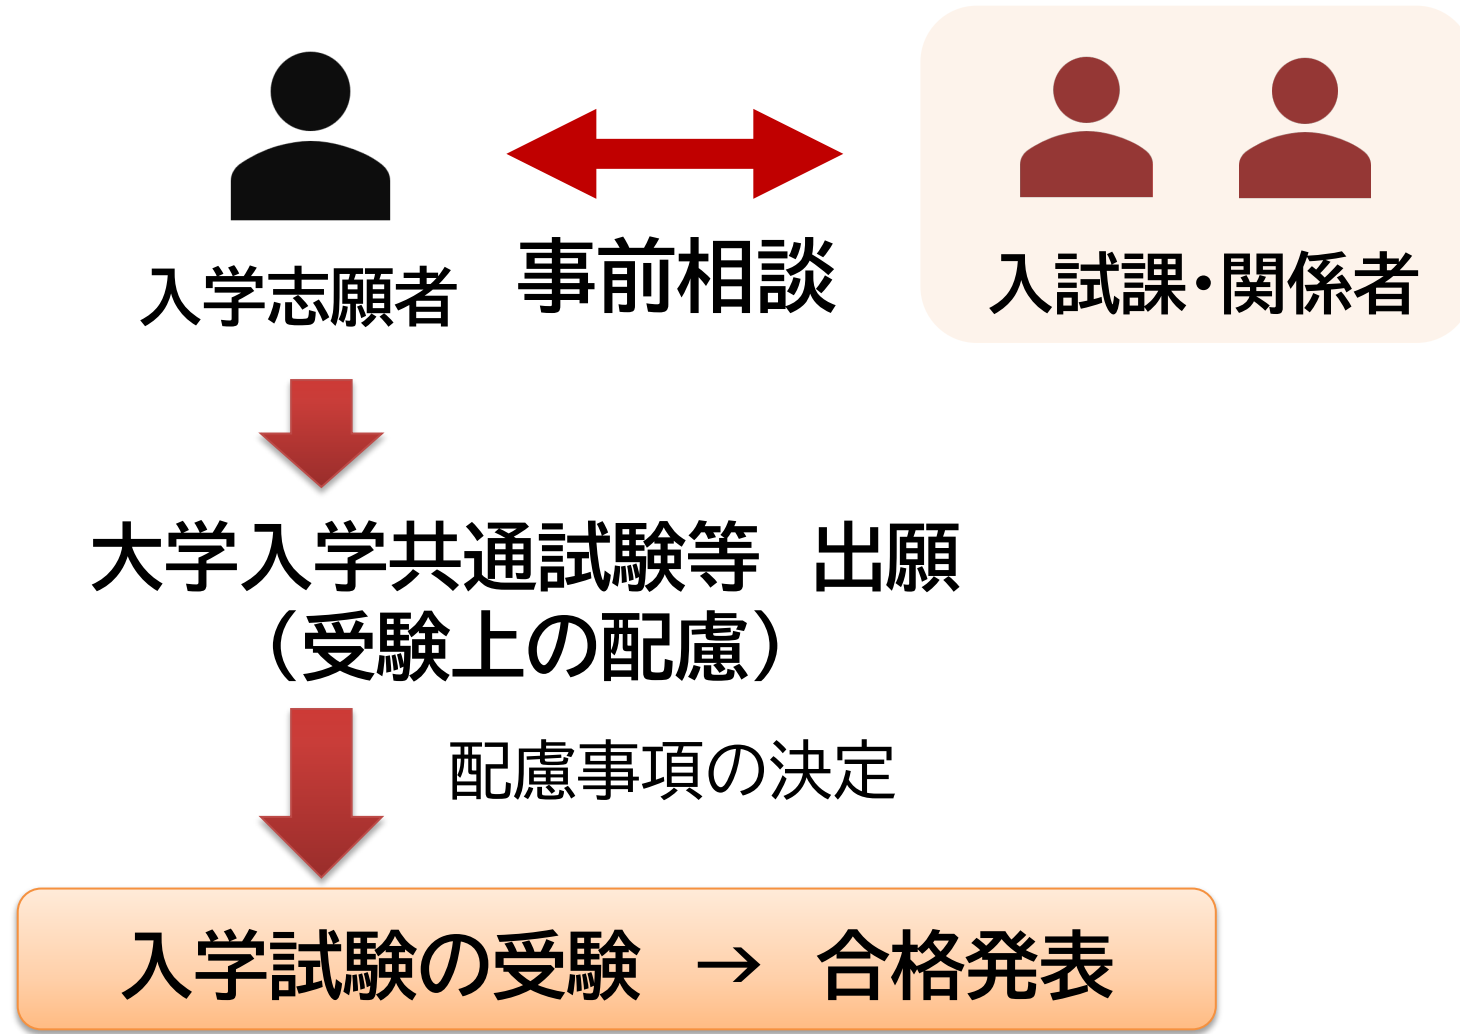 入学志願者
事前相談
入試課・関係者
大学入学共通試験等　出願
（受験上の配慮）
配慮事項の決定
入学試験の受験　→　合格発表